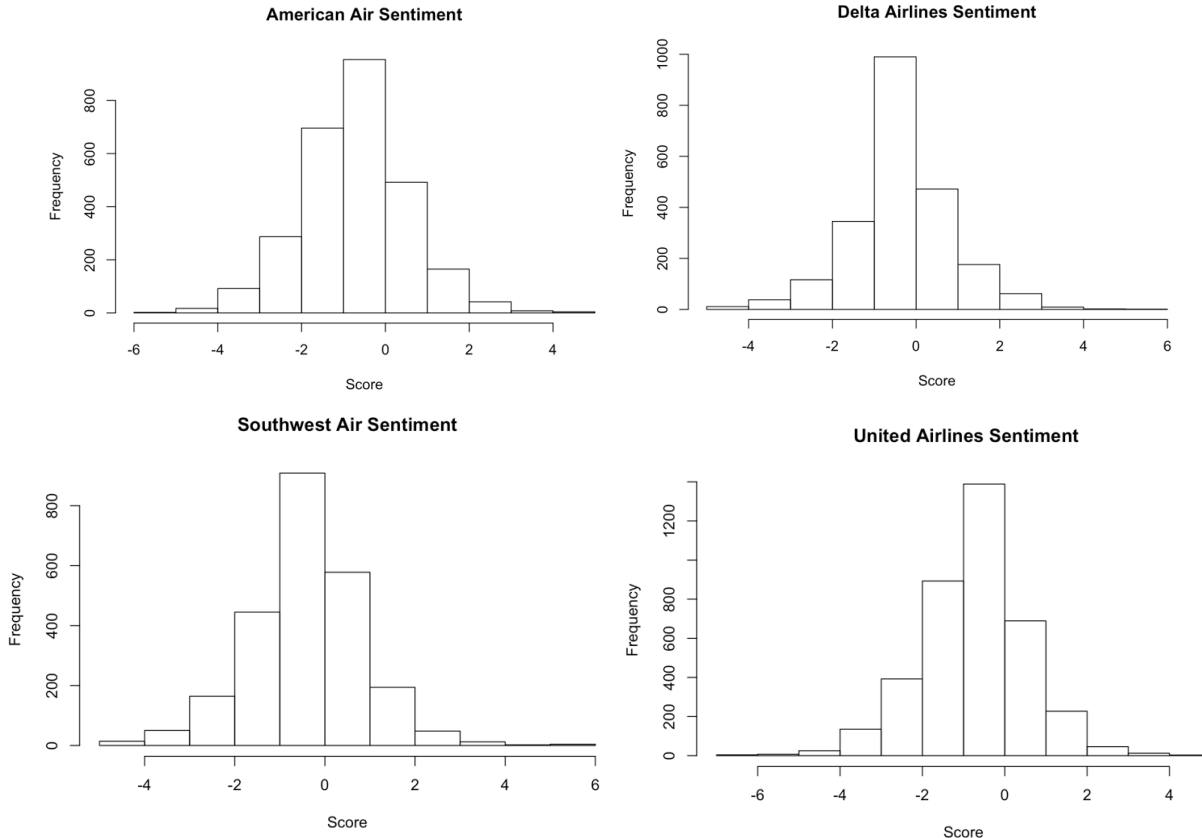 American Air Sentiment
Frequency
800
600
400
200
0
-6 -4 -2 0 2 4
Score
Delta Airlines Sentiment
Frequency
1000
800
600
400
200
0
-4 -2 0 2 4 6
Score
Southwest Air Sentiment
Frequency
800
600
400
200
0
-4 -2 0 2 4 6
Score
United Airlines Sentiment
Frequency
1200
800
600
400
200
0
-6 -4 -2 0 2 4
Score